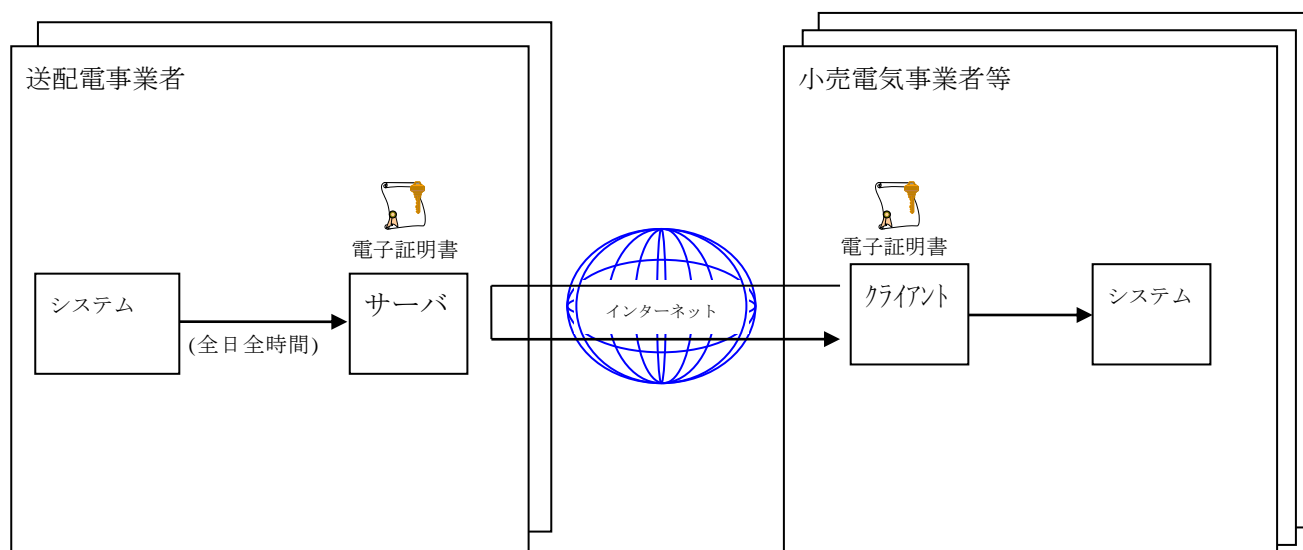 送配電事業者
小売電気事業者等
電子証明書
電子証明書
システム
サーバ
インターネット
クライアント
システム
(全日全時間)